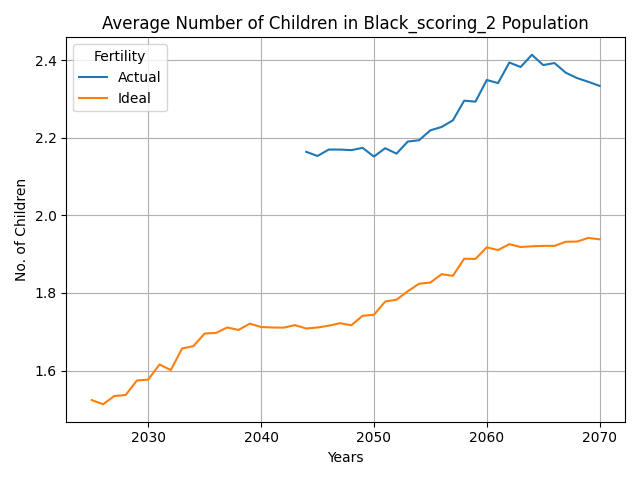 Average Number of Children in Black_scoring_2 Population
Fertility
Actual
Ideal
No. of Children
2.4
2.2
2.0
1.8
1.6
2030 2040 2050 2060 2070
Years